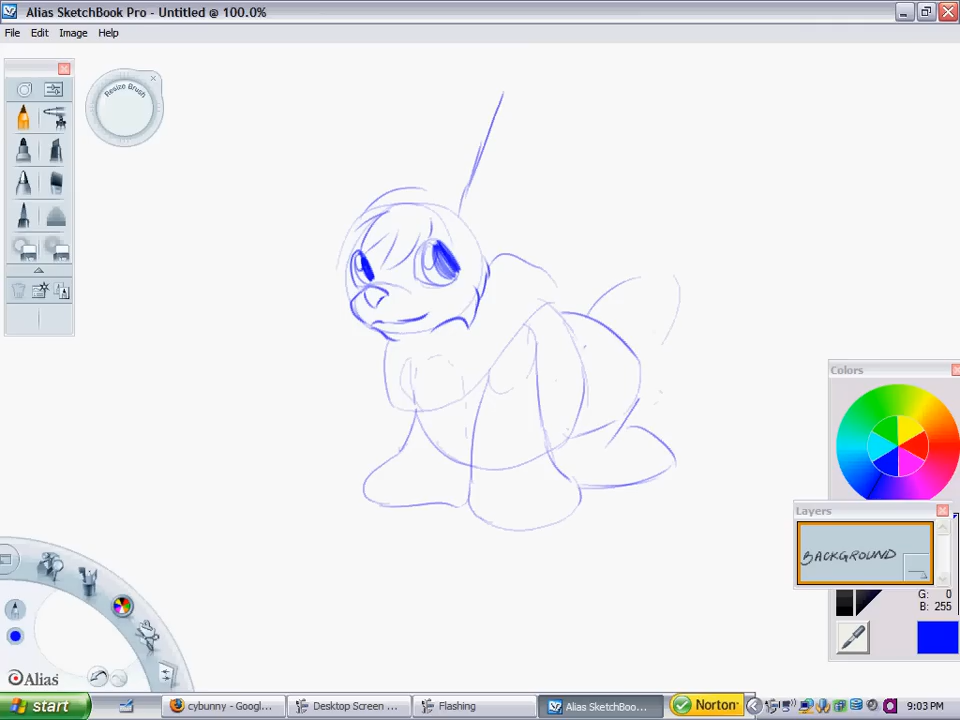 Alias SketchBook Pro - Untitled @ 100.0%
File Edit Image Help
Resize Brush
Colors
Layers
BACKGROUND
G: 0
B: 255
Alias
start
cybunny - Googl...
Desktop Screen ...
Flashing
Alias SketchBoo...
Norton
9:03 PM